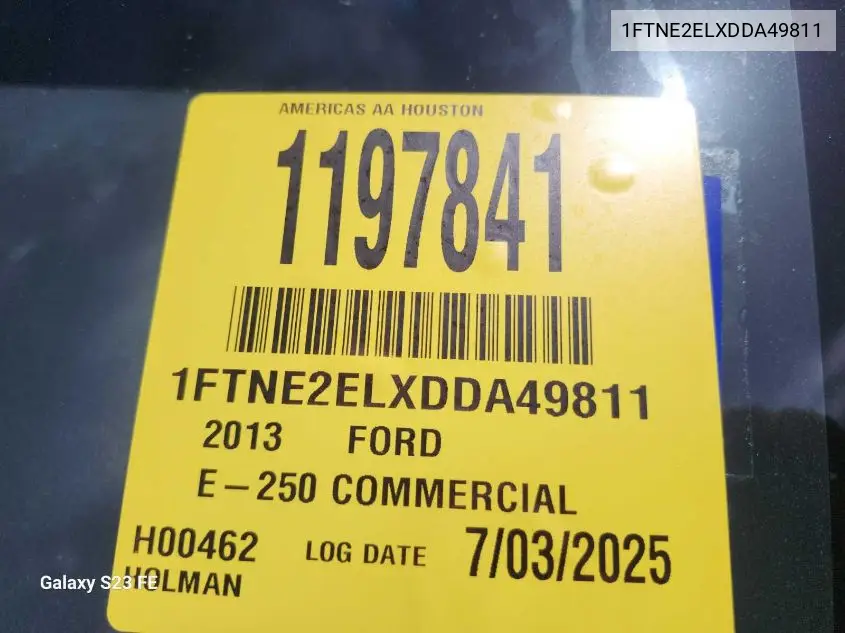 1FTNE2ELXDDA49811
AMERICAS AA HOUSTON
1197841
1FTNE2ELXDDA49811
2013 FORD
E-250 COMMERCIAL
H00462 LOG DATE 7/03/2025
HOLMAN
Galaxy S23 FE